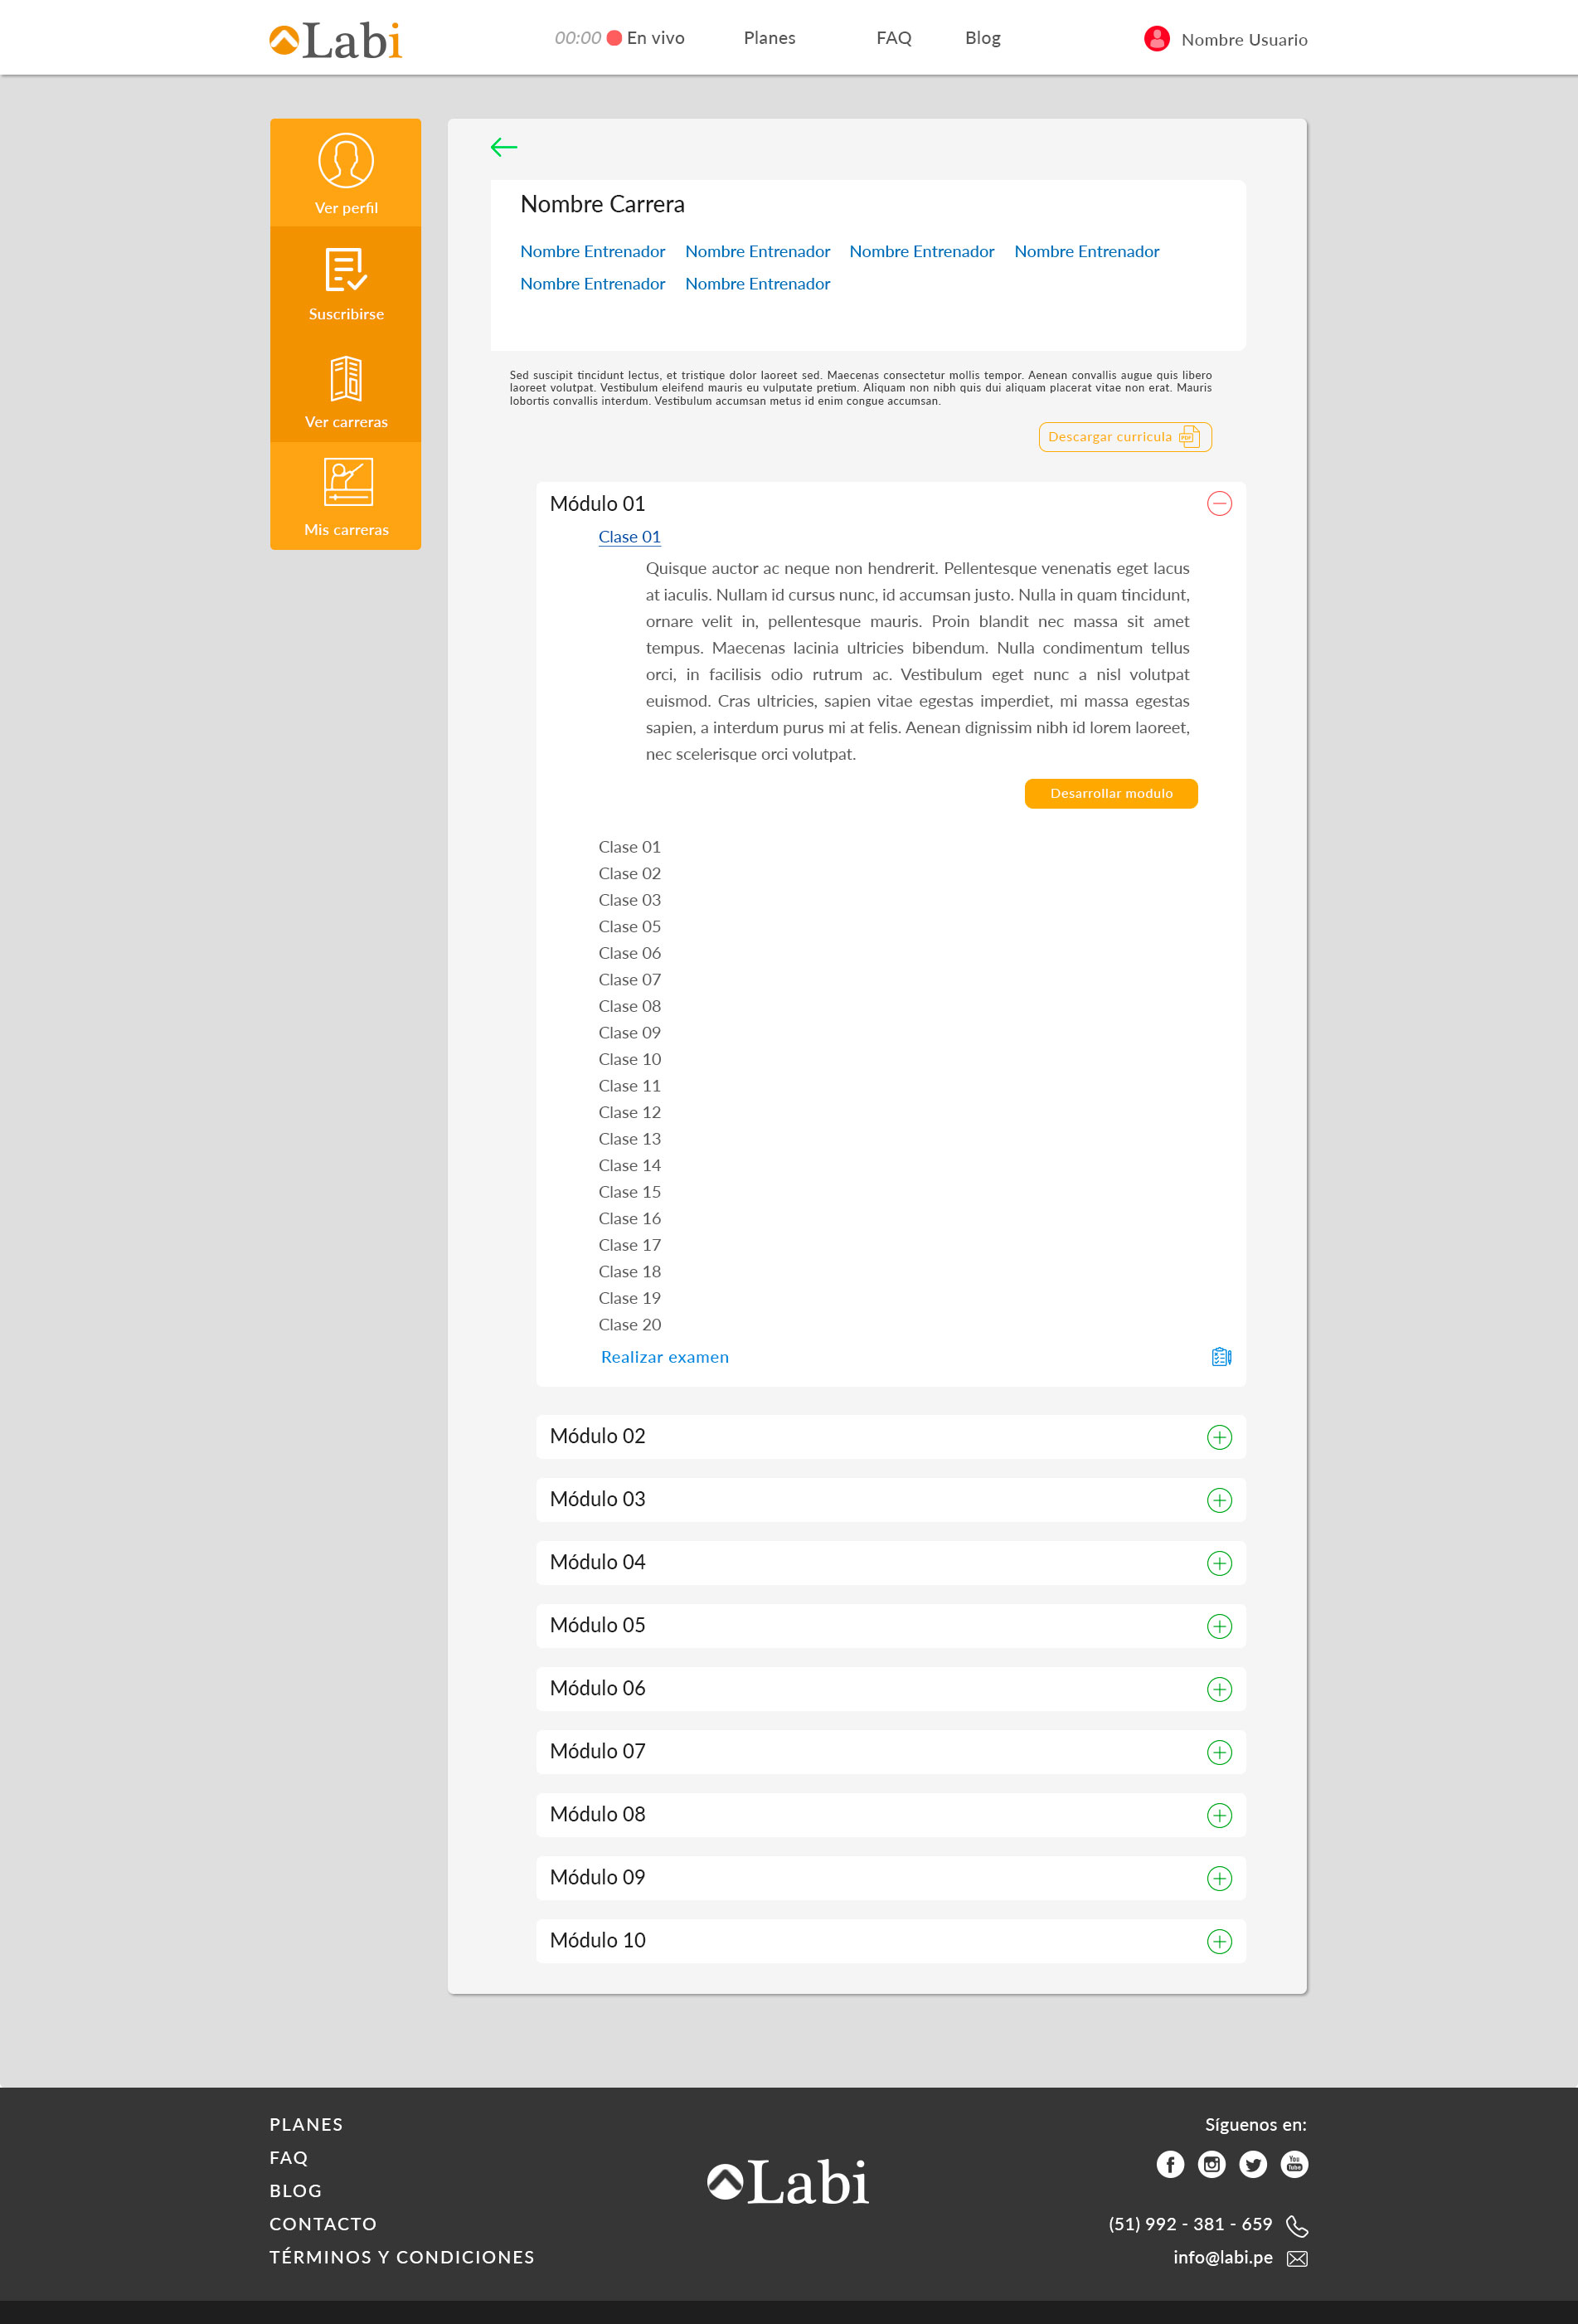 Labi
00:00 En vivo Planes FAQ Blog
Nombre Usuario
Ver perfil
Suscribirse
Ver carreras
Mis carreras
Nombre Carrera
Nombre Entrenador Nombre Entrenador Nombre Entrenador Nombre Entrenador
Nombre Entrenador Nombre Entrenador
Sed suscipit tincidunt lectus, et tristique dolor laoreet sed. Maecenas consectetur mollis tempor. Aenean convallis augue quis libero
laoreet volutpat. Vestibulum eleifend mauris eu vulputate pretium. Aliquam non nibh quis dui aliquam placerat vitae non erat. Mauris
lobortis convallis interdum. Vestibulum accumsan metus id enim congue accumsan.
Descargar curricula PDF
Módulo 01
Clase 01
Quisque auctor ac neque non hendrerit. Pellentesque venenatis eget lacus
at iaculis. Nullam id cursus nunc, id accumsan justo. Nulla in quam tincidunt,
ornare velit in, pellentesque mauris. Proin blandit nec massa sit amet
tempus. Maecenas lacinia ultricies bibendum. Nulla condimentum tellus
orci, in facilisis odio rutrum ac. Vestibulum eget nunc a nisl volutpat
euismod. Cras ultricies, sapien vitae egestas imperdiet, mi massa egestas
sapien, a interdum purus mi at felis. Aenean dignissim nibh id lorem laoreet,
nec scelerisque orci volutpat.
Desarrollar modulo
Clase 01
Clase 02
Clase 03
Clase 05
Clase 06
Clase 07
Clase 08
Clase 09
Clase 10
Clase 11
Clase 12
Clase 13
Clase 14
Clase 15
Clase 16
Clase 17
Clase 18
Clase 19
Clase 20
Realizar examen
Módulo 02
Módulo 03
Módulo 04
Módulo 05
Módulo 06
Módulo 07
Módulo 08
Módulo 09
Módulo 10
PLANES
FAQ
BLOG
CONTACTO
TÉRMINOS Y CONDICIONES
Labi
Síguenos en:
You Tube
(51) 992 - 381 - 659
info@labi.pe